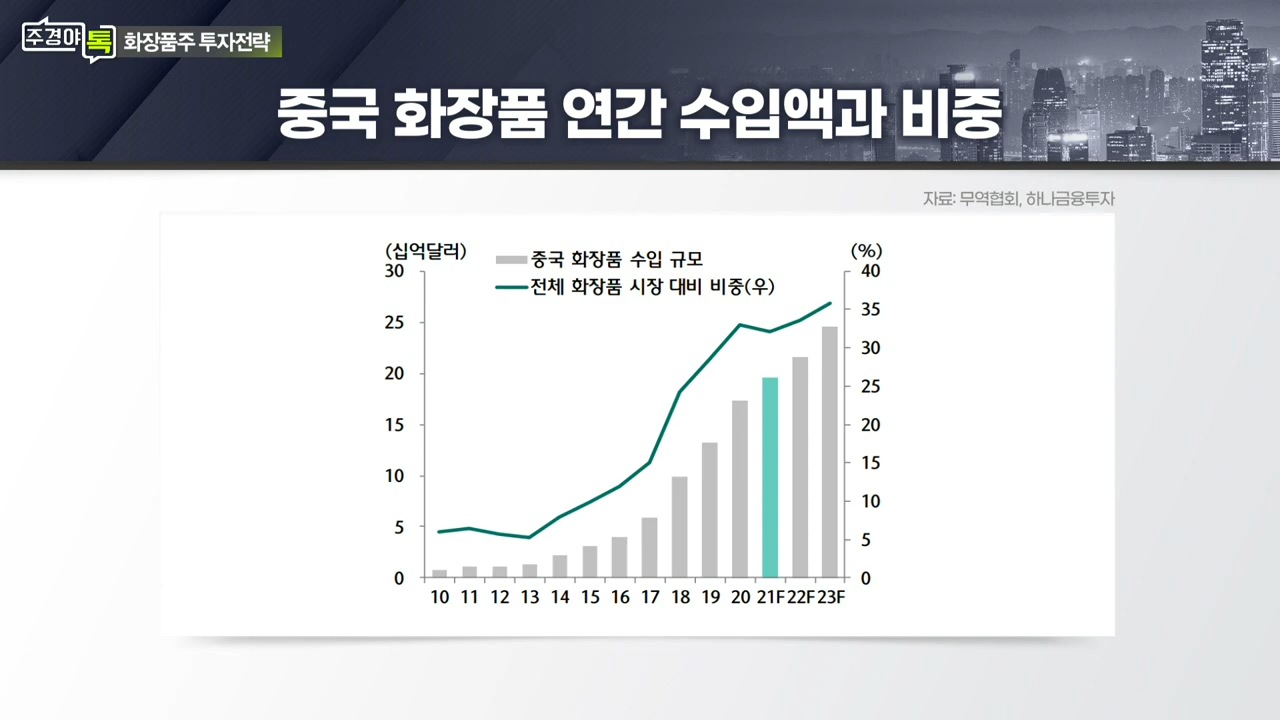 주경야톡 화장품주 투자전략
중국 화장품 연간 수입액과 비중
자료: 무역협회, 하나금융투자
(십억달러) (%)
중국 화장품 수입 규모
전체 화장품 시장 대비 비중(우)
30 40
25 35
20 30
15 25
10 20
5 15
0 10
5
0
10 11 12 13 14 15 16 17 18 19 20 21F 22F 23F